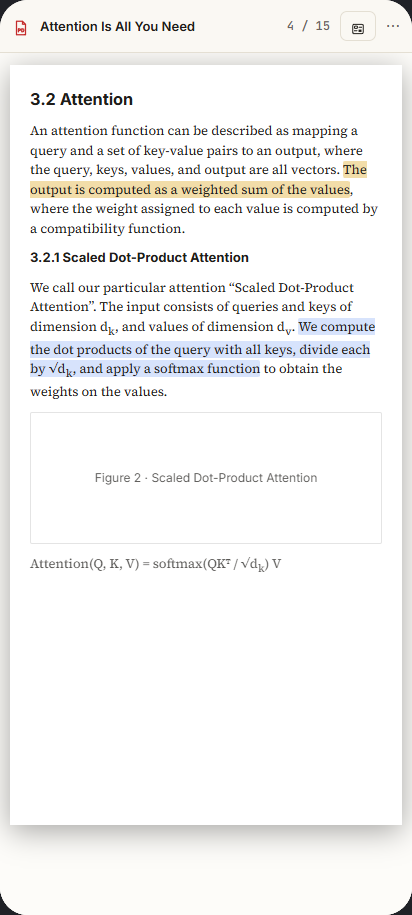 Attention Is All You Need
4 / 15
3.2 Attention
An attention function can be described as mapping a
query and a set of key-value pairs to an output, where
the query, keys, values, and output are all vectors. The
output is computed as a weighted sum of the values,
where the weight assigned to each value is computed by
a compatibility function.
3.2.1 Scaled Dot-Product Attention
We call our particular attention “Scaled Dot-Product
Attention”. The input consists of queries and keys of
dimension dₖ, and values of dimension dᵥ. We compute
the dot products of the query with all keys, divide each
by √dₖ, and apply a softmax function to obtain the
weights on the values.
Figure 2 · Scaled Dot-Product Attention
Attention(Q, K, V) = softmax(QKᵀ / √dₖ) V